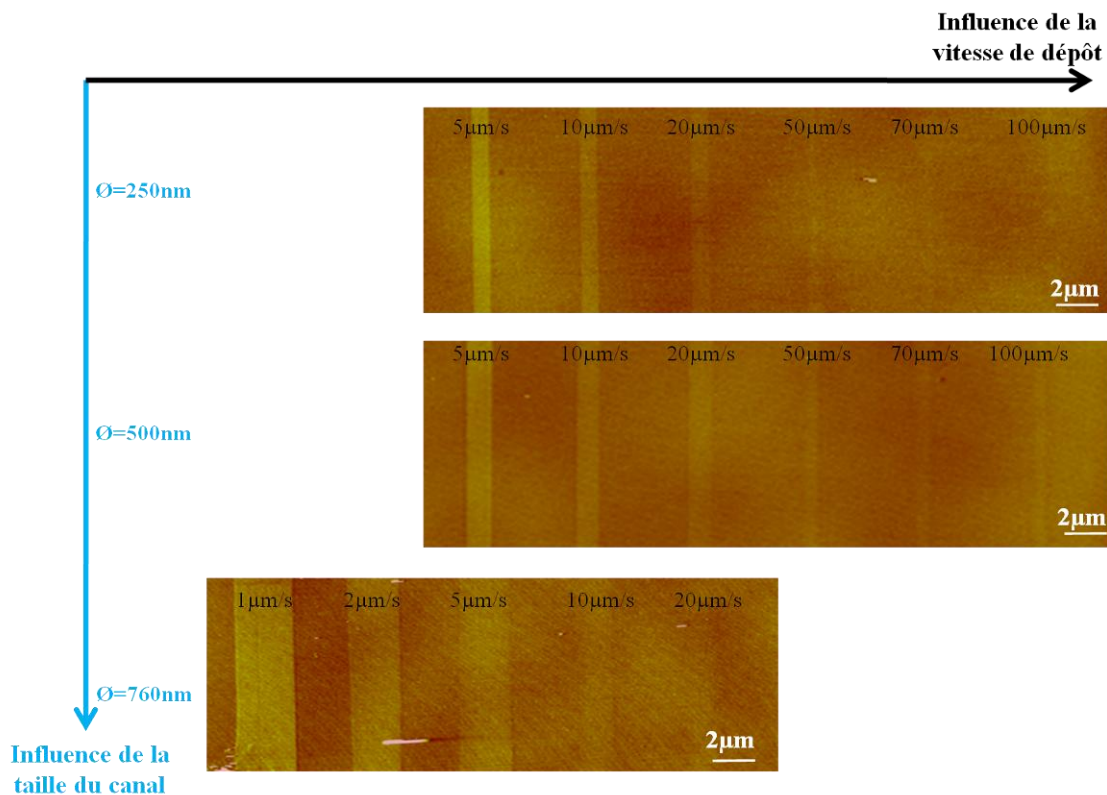 Influence de la
vitesse de dépôt
5µm/s 10µm/s 20µm/s 50µm/s 70µm/s 100µm/s
Ø=250nm
2µm
5µm/s 10µm/s 20µm/s 50µm/s 70µm/s 100µm/s
Ø=500nm
2µm
1µm/s 2µm/s 5µm/s 10µm/s 20µm/s
Ø=760nm
2µm
Influence de la
taille du canal